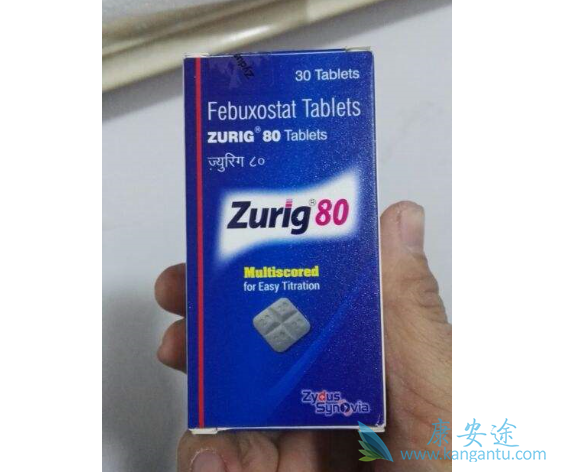 30 Tablets
Febuxostat Tablets
ZURIG® 80 Tablets
ज़्युरिग ८०
Zurig® 80
Multiscored
for Easy Titration
Zydus
Synovia
康安途
www.kangantu.com